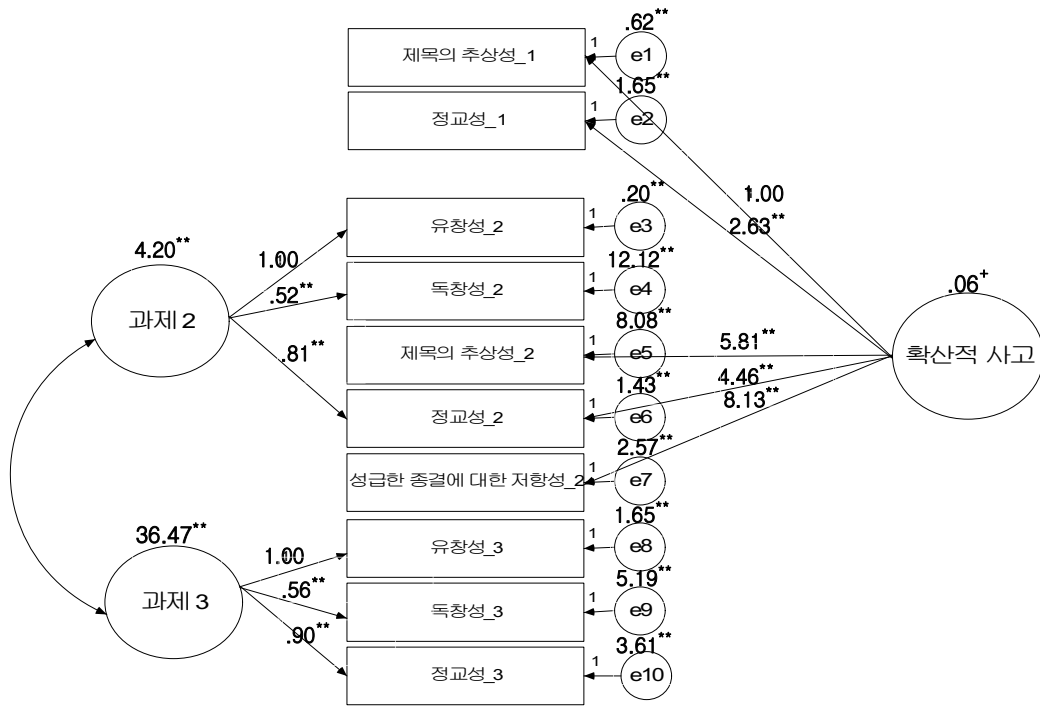 .62**
제목의 추상성_1
1
e1
1.65**
정교성_1
1
e2
1.00
2.63**
.20**
유창성_2
1
e3
4.20**
과제 2
1.00
.52**
.81**
12.12**
독창성_2
1
e4
8.08**
제목의 추상성_2
1
e5
5.81**
4.46**
8.13**
.06+
확산적 사고
1.43**
정교성_2
1
e6
2.57**
성급한 종결에 대한 저항성_2
1
e7
36.47**
과제 3
1.00
.56**
.90**
1.65**
유창성_3
1
e8
5.19**
독창성_3
1
e9
3.61**
정교성_3
1
e10